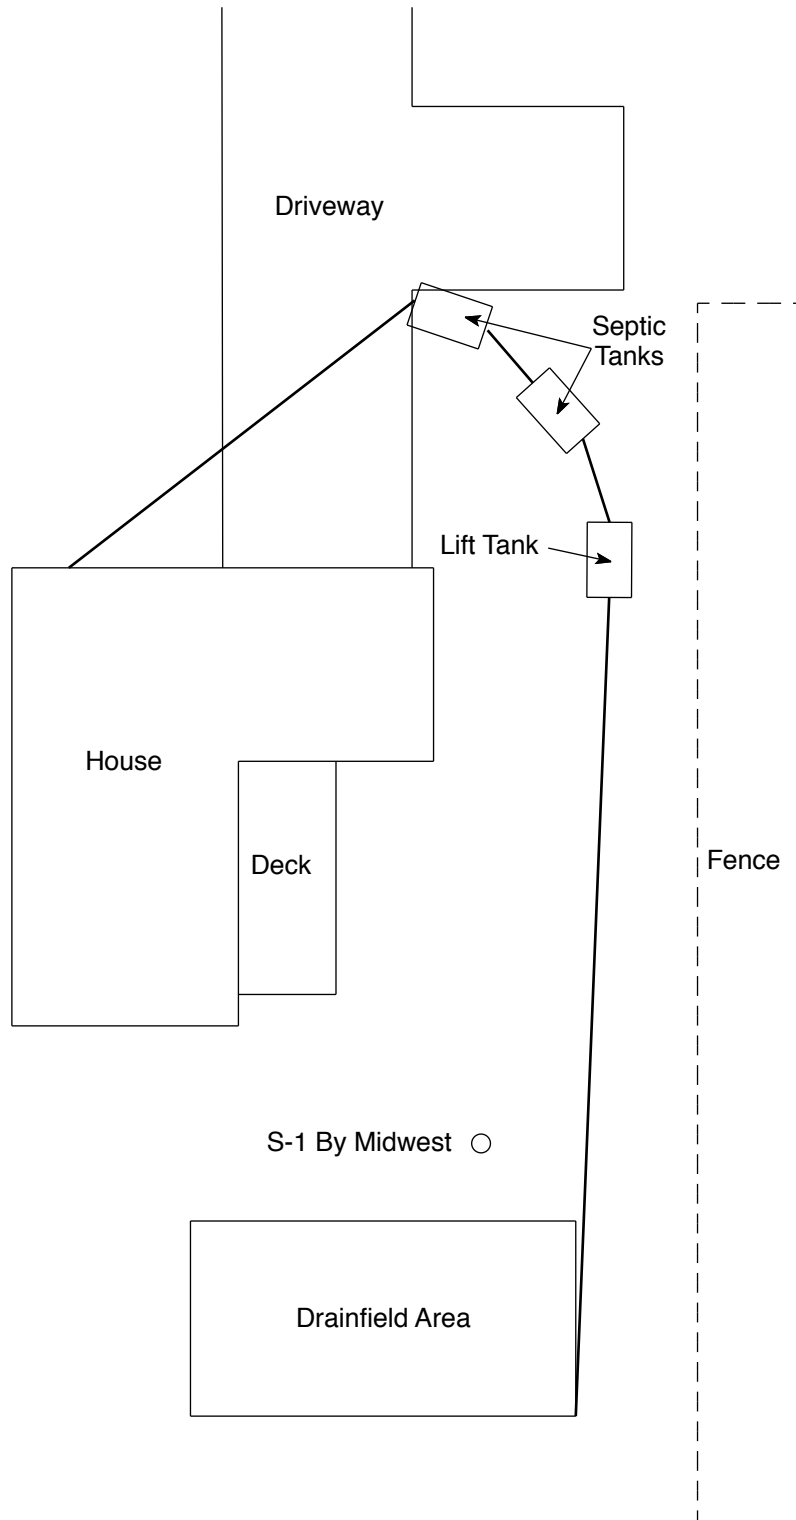 Driveway
Septic
Tanks
Lift Tank
House
Deck
Fence
S-1 By Midwest
Drainfield Area